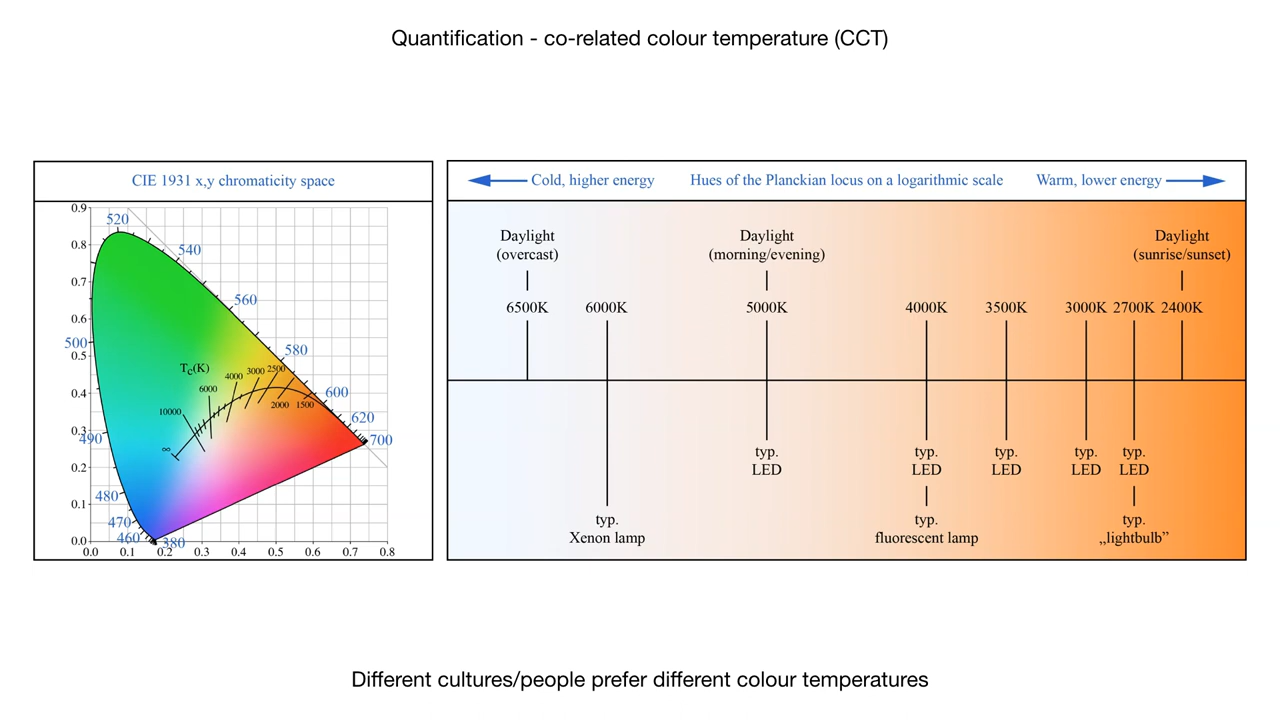 Quantification - co-related colour temperature (CCT)
CIE 1931 x,y chromaticity space
0.9
0.8
0.7
0.6
0.5
0.4
0.3
0.2
0.1
0.0
0.0 0.1 0.2 0.3 0.4 0.5 0.6 0.7 0.8
520
540
560
500
580
600
620
490
700
480
470
460
380
Tc(K)
4000 3000 2500
6000
10000
2000 1500
∞
Cold, higher energy Hues of the Planckian locus on a logarithmic scale Warm, lower energy
Daylight Daylight Daylight
(overcast) (morning/evening) (sunrise/sunset)
6500K 6000K 5000K 4000K 3500K 3000K 2700K 2400K
typ. typ. typ. typ. typ.
LED LED LED LED LED
typ. typ. typ.
Xenon lamp fluorescent lamp „lightbulb”
Different cultures/people prefer different colour temperatures